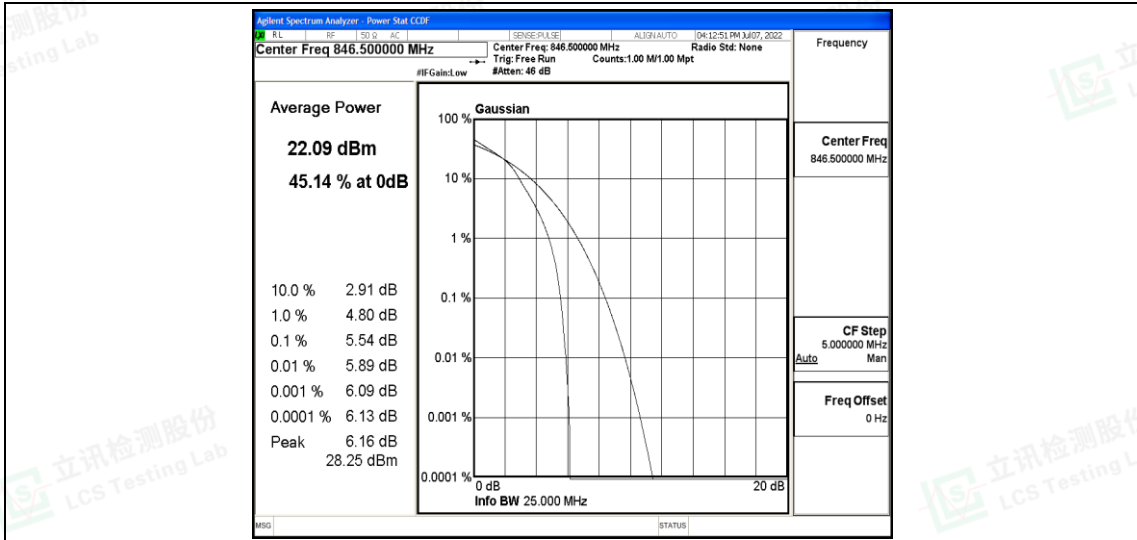 Agilent Spectrum Analyzer - Power Stat CCDF
RL RF 50 Ω AC SENSE:PULSE ALIGNAUTO 04:12:51 PM Jul07, 2022
Center Freq 846.500000 MHz
Center Freq: 846.500000 MHz Radio Std: None
Trig: Free Run Counts:1.00 M/1.00 Mpt
#IFGain:Low #Atten: 46 dB
Frequency
Average Power
22.09 dBm
45.14 % at 0dB
10.0 % 2.91 dB
1.0 % 4.80 dB
0.1 % 5.54 dB
0.01 % 5.89 dB
0.001 % 6.09 dB
0.0001 % 6.13 dB
Peak 6.16 dB
28.25 dBm
Gaussian
100 %
10 %
1 %
0.1 %
0.01 %
0.001 %
0.0001 %
0 dB 20 dB
Info BW 25.000 MHz
Center Freq
846.500000 MHz
CF Step
5.000000 MHz
Auto Man
Freq Offset
0 Hz
MSG STATUS
立讯检测股份
LCS Testing Lab
立讯检测股份
LCS Testing L